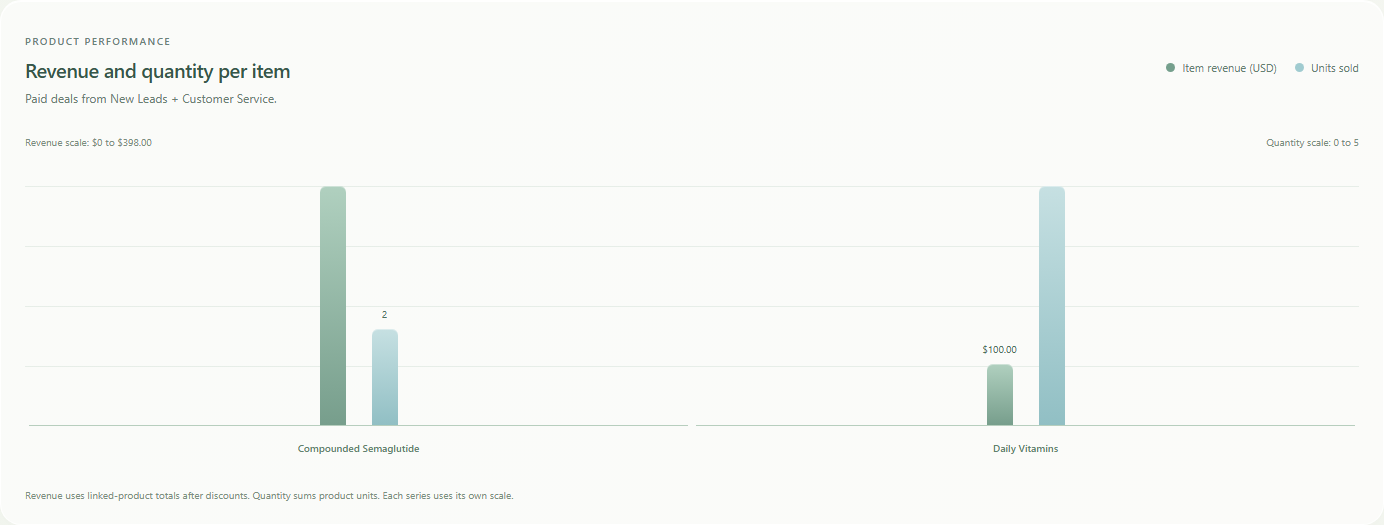 PRODUCT PERFORMANCE
Revenue and quantity per item
Paid deals from New Leads + Customer Service.
Item revenue (USD)
Units sold
Revenue scale: $0 to $398.00
Quantity scale: 0 to 5
2
$100.00
Compounded Semaglutide
Daily Vitamins
Revenue uses linked-product totals after discounts. Quantity sums product units. Each series uses its own scale.